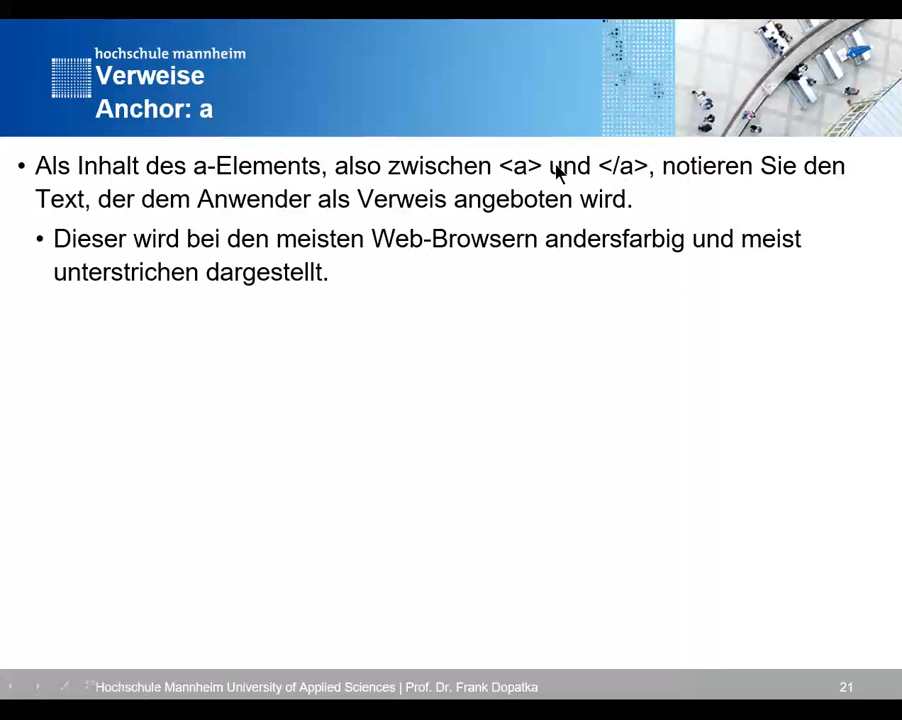 hochschule mannheim
Verweise
Anchor: a
• Als Inhalt des a-Elements, also zwischen <a> und </a>, notieren Sie den
Text, der dem Anwender als Verweis angeboten wird.
• Dieser wird bei den meisten Web-Browsern andersfarbig und meist
unterstrichen dargestellt.
Hochschule Mannheim University of Applied Sciences | Prof. Dr. Frank Dopatka
21